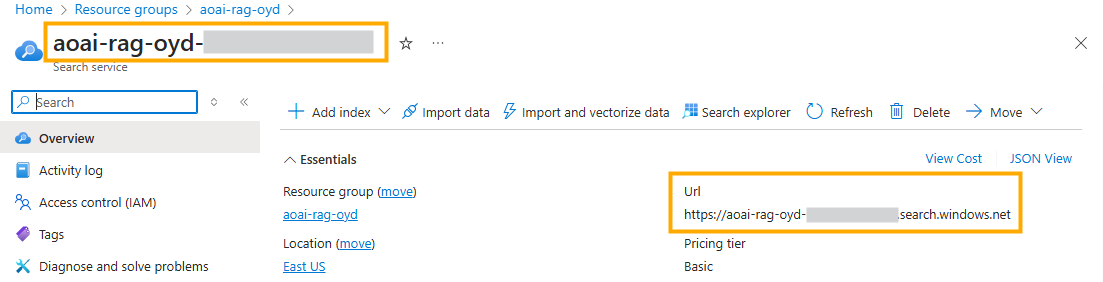 Home > Resource groups > aoai-rag-oyd >
aoai-rag-oyd-
Search service
Search
Add index Import data Import and vectorize data Search explorer Refresh Delete Move
Overview
Activity log
Access control (IAM)
Tags
Diagnose and solve problems
Essentials
View Cost JSON View
Resource group (move)
aoai-rag-oyd
Location (move)
East US
Url
https://aoai-rag-oyd- .search.windows.net
Pricing tier
Basic